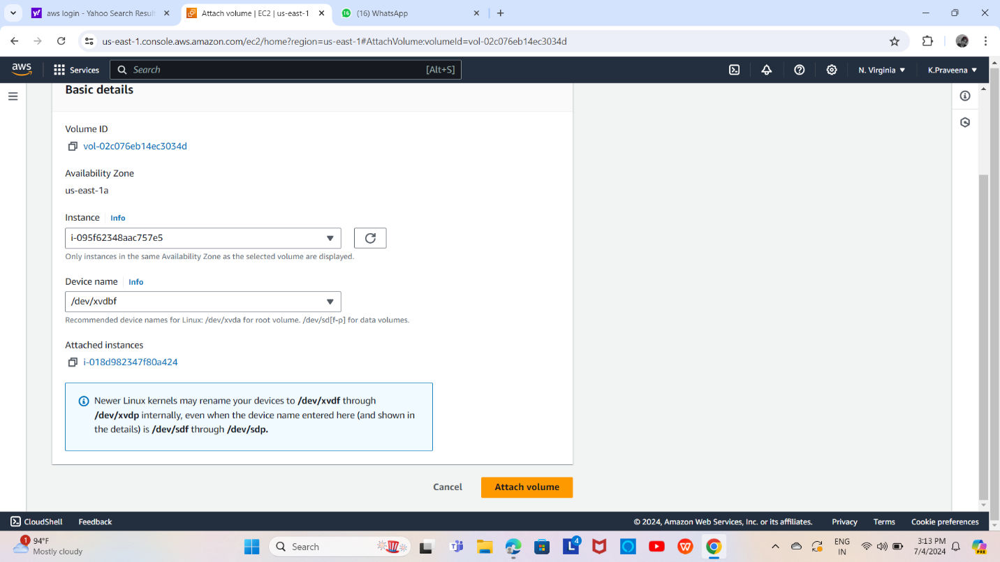 aws login - Yahoo Search Result
Attach volume | EC2 | us-east-1
16
(16) WhatsApp
us-east-1.console.aws.amazon.com/ec2/home?region=us-east-1#AttachVolume:volumeId=vol-02c076eb14ec3034d
aws
Services
Search
[Alt+S]
N. Virginia
K.Praveena
Basic details
Volume ID
vol-02c076eb14ec3034d
Availability Zone
us-east-1a
Instance
Info
i-095f62348aac757e5
Only instances in the same Availability Zone as the selected volume are displayed.
Device name
Info
/dev/xvdbf
Recommended device names for Linux: /dev/xvda for root volume. /dev/sd[f-p] for data volumes.
Attached instances
i-018d982347f80a424
Newer Linux kernels may rename your devices to /dev/xvdf through
/dev/xvdp internally, even when the device name entered here (and shown in
the details) is /dev/sdf through /dev/sdp.
Cancel
Attach volume
CloudShell
Feedback
© 2024, Amazon Web Services, Inc. or its affiliates.
Privacy
Terms
Cookie preferences
1
94°F
Mostly cloudy
Search
L
4
ENG
IN
3:13 PM
7/4/2024
PRE